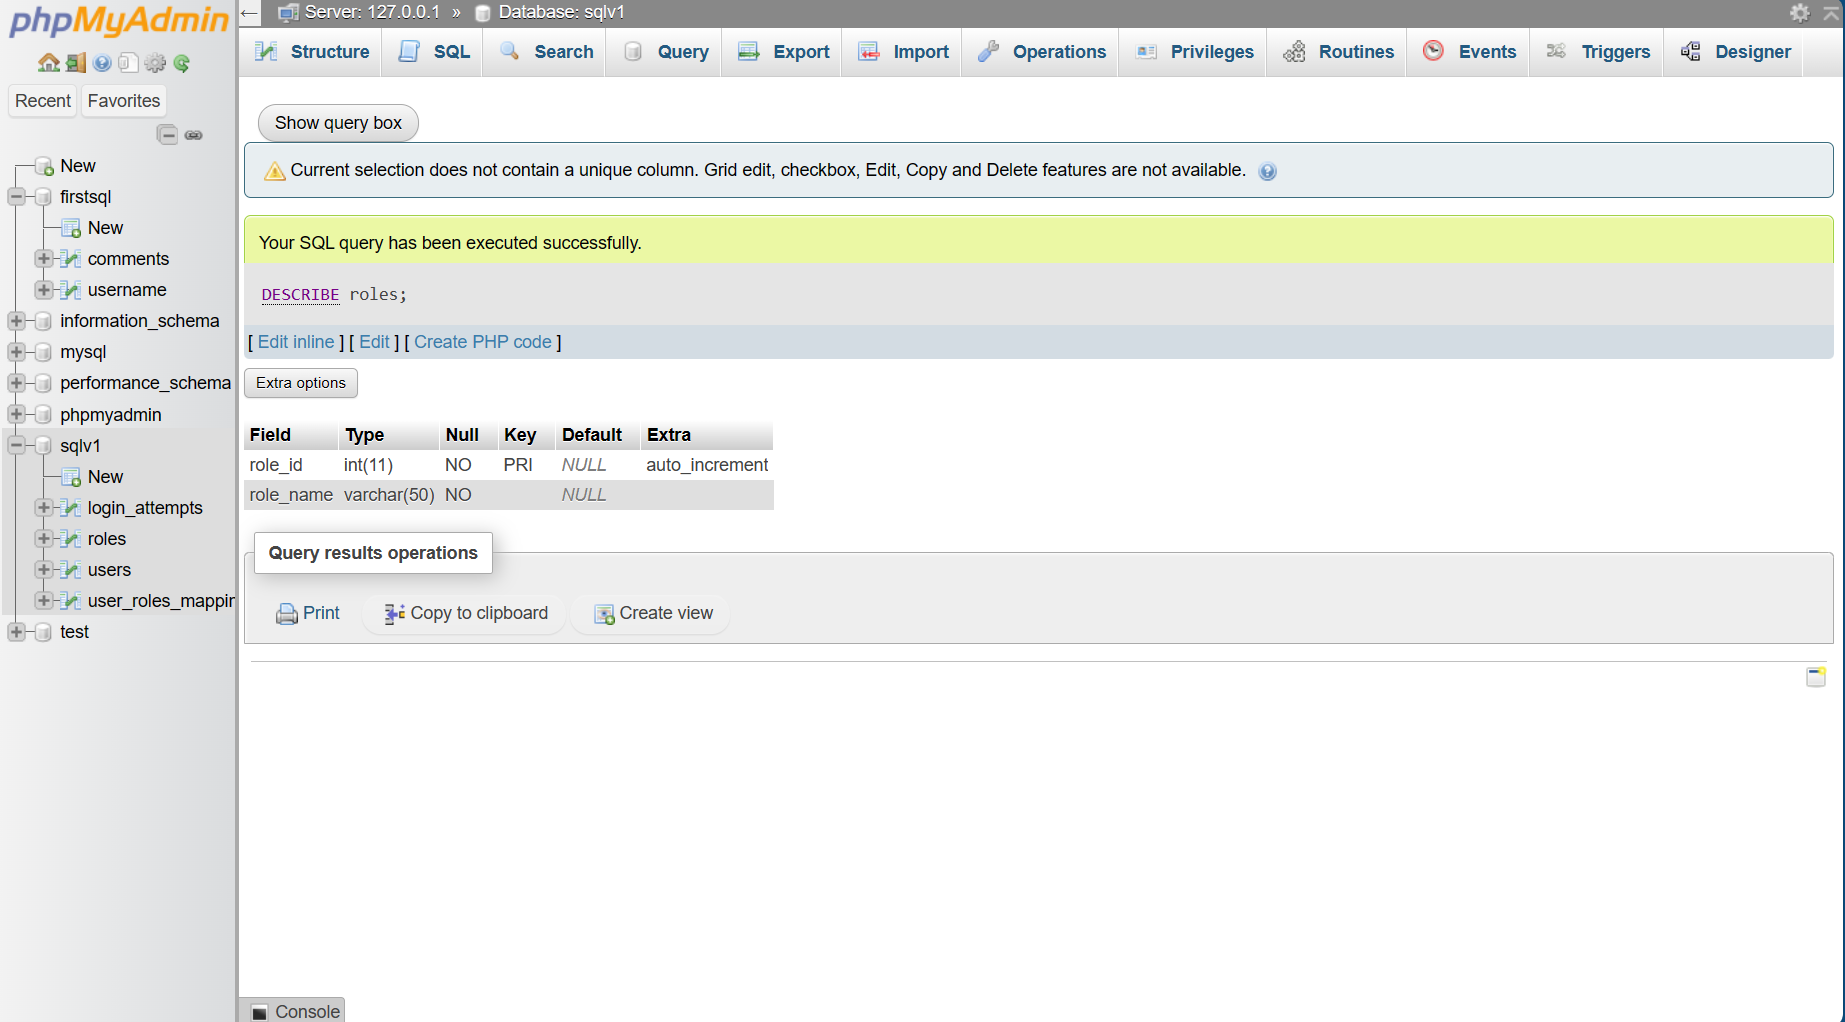 phpMyAdmin
Recent Favorites
New
firstsql
New
comments
username
information_schema
mysql
performance_schema
phpmyadmin
sqlv1
New
login_attempts
roles
users
user_roles_mappin
test
Server: 127.0.0.1 » Database: sqlv1
Structure SQL Search Query Export Import Operations Privileges Routines Events Triggers Designer
Show query box
Current selection does not contain a unique column. Grid edit, checkbox, Edit, Copy and Delete features are not available.
Your SQL query has been executed successfully.
DESCRIBE roles;
[ Edit inline ] [ Edit ] [ Create PHP code ]
Extra options
Field Type Null Key Default Extra
role_id int(11) NO PRI NULL auto_increment
role_name varchar(50) NO NULL
Query results operations
Print Copy to clipboard Create view
Console